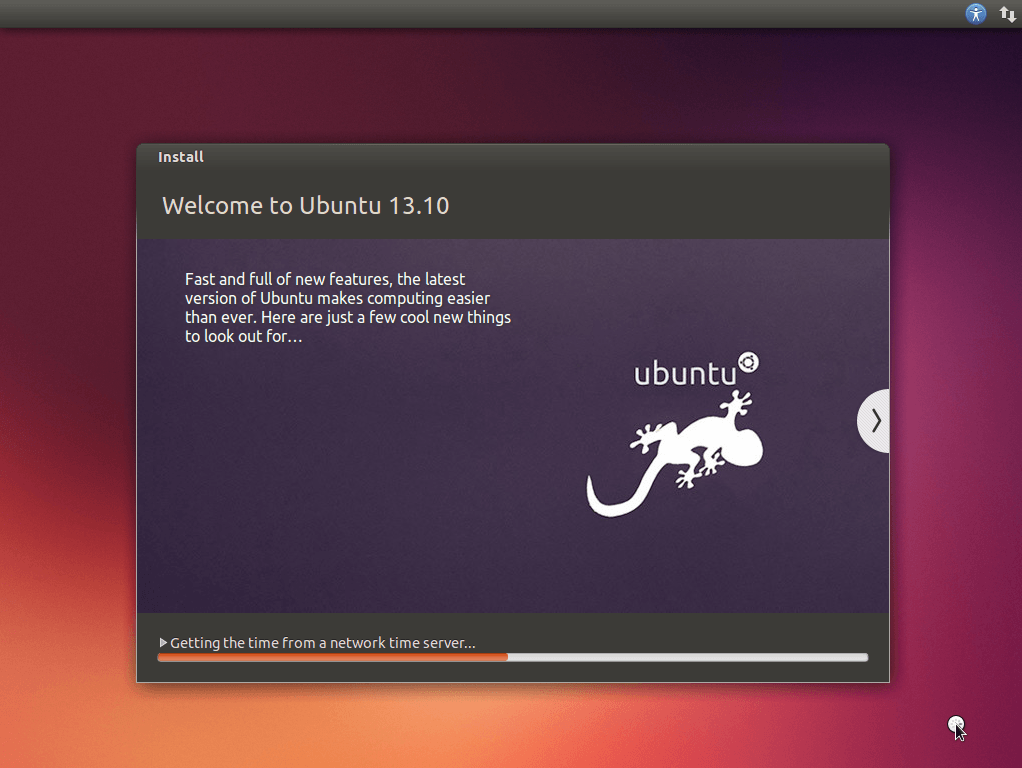 Install
Welcome to Ubuntu 13.10
Fast and full of new features, the latest
version of Ubuntu makes computing easier
than ever. Here are just a few cool new things
to look out for…
ubuntu
Getting the time from a network time server...